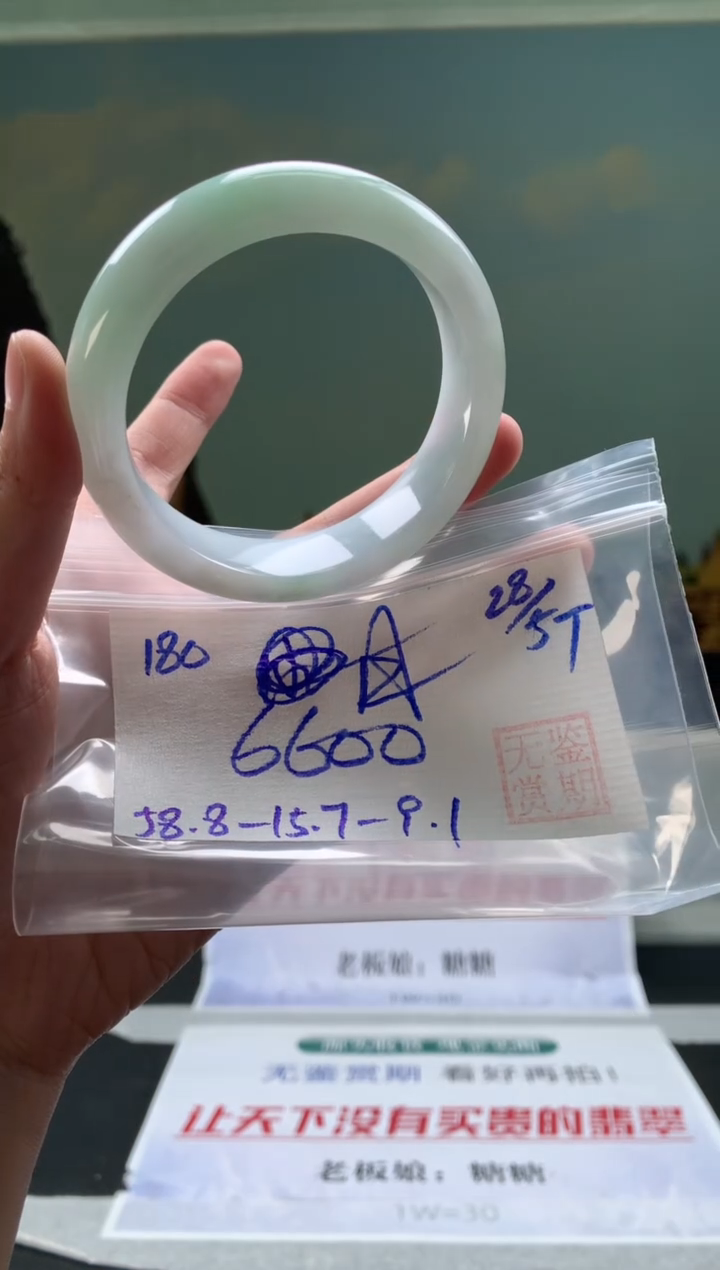 180
28/5T
6600
58.8-15.7-9.1
无鉴
赏期
老板娘：糖糖
无鉴赏期 看好再拍！
让天下没有买贵的翡翠
老板娘：糖糖
1W=30